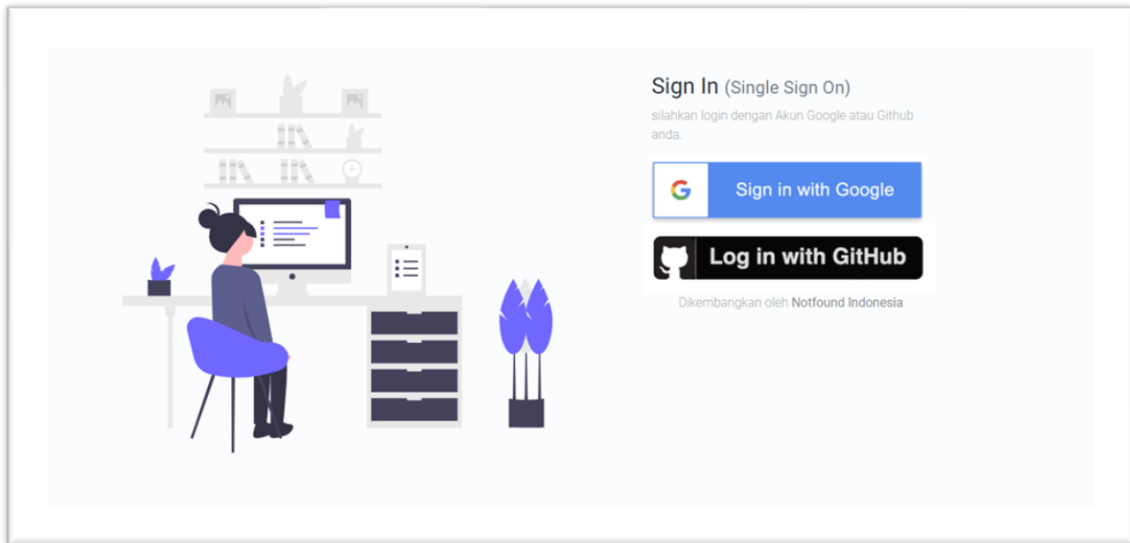 Sign In (Single Sign On)
silahkan login dengan Akun Google atau Github
anda.
Sign in with Google
Log in with GitHub
Dikembangkan oleh Notfound Indonesia